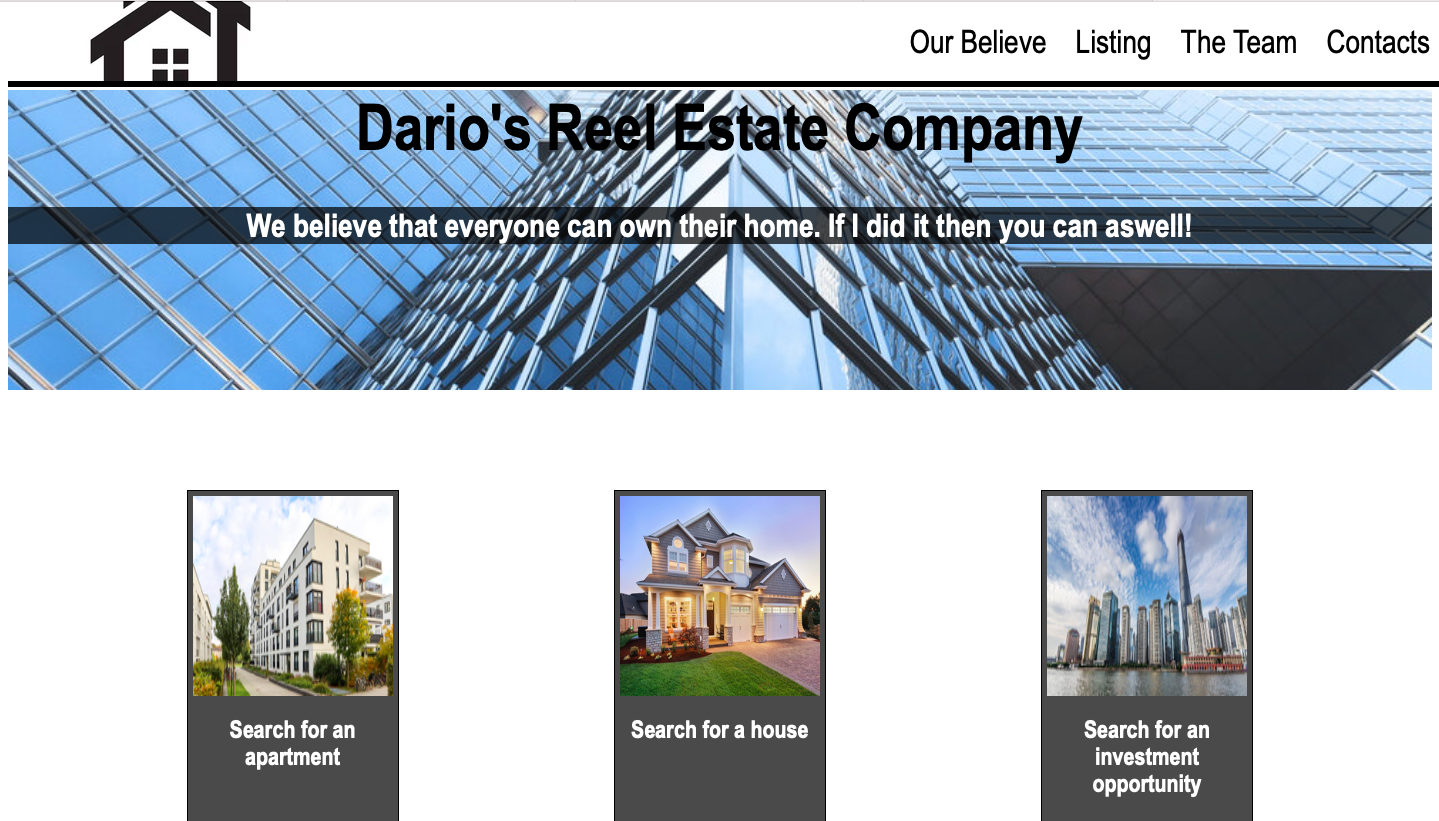 Our Believe Listing The Team Contacts
Dario's Reel Estate Company
We believe that everyone can own their home. If I did it then you can aswell!
Search for an
apartment
Search for a house
Search for an
investment
opportunity